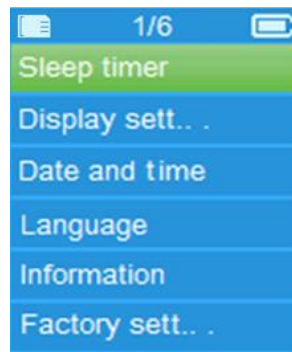 1/6
Sleep timer
Display sett.. .
Date and time
Language
Information
Factory sett.. .